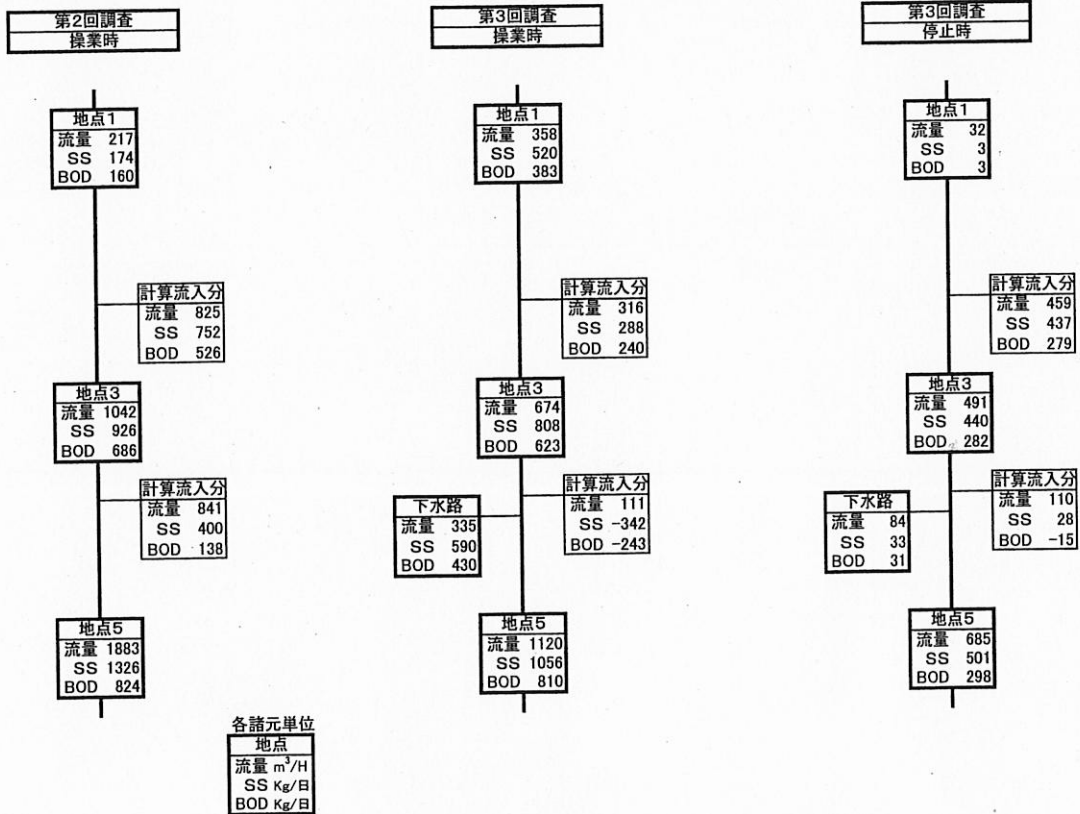 第2回調査
操業時
地点1
流量 217
SS 174
BOD 160
計算流入分
流量 825
SS 752
BOD 526
地点3
流量 1042
SS 926
BOD 686
計算流入分
流量 841
SS 400
BOD 138
地点5
流量 1883
SS 1326
BOD 824
第3回調査
操業時
地点1
流量 358
SS 520
BOD 383
計算流入分
流量 316
SS 288
BOD 240
地点3
流量 674
SS 808
BOD 623
計算流入分
流量 111
SS -342
BOD -243
下水路
流量 335
SS 590
BOD 430
地点5
流量 1120
SS 1056
BOD 810
第3回調査
停止時
地点1
流量 32
SS 3
BOD 3
計算流入分
流量 459
SS 437
BOD 279
地点3
流量 491
SS 440
BOD 282
計算流入分
流量 110
SS 28
BOD -15
下水路
流量 84
SS 33
BOD 31
地点5
流量 685
SS 501
BOD 298
各諸元単位
地点
流量 m³/H
SS Kg/日
BOD Kg/日